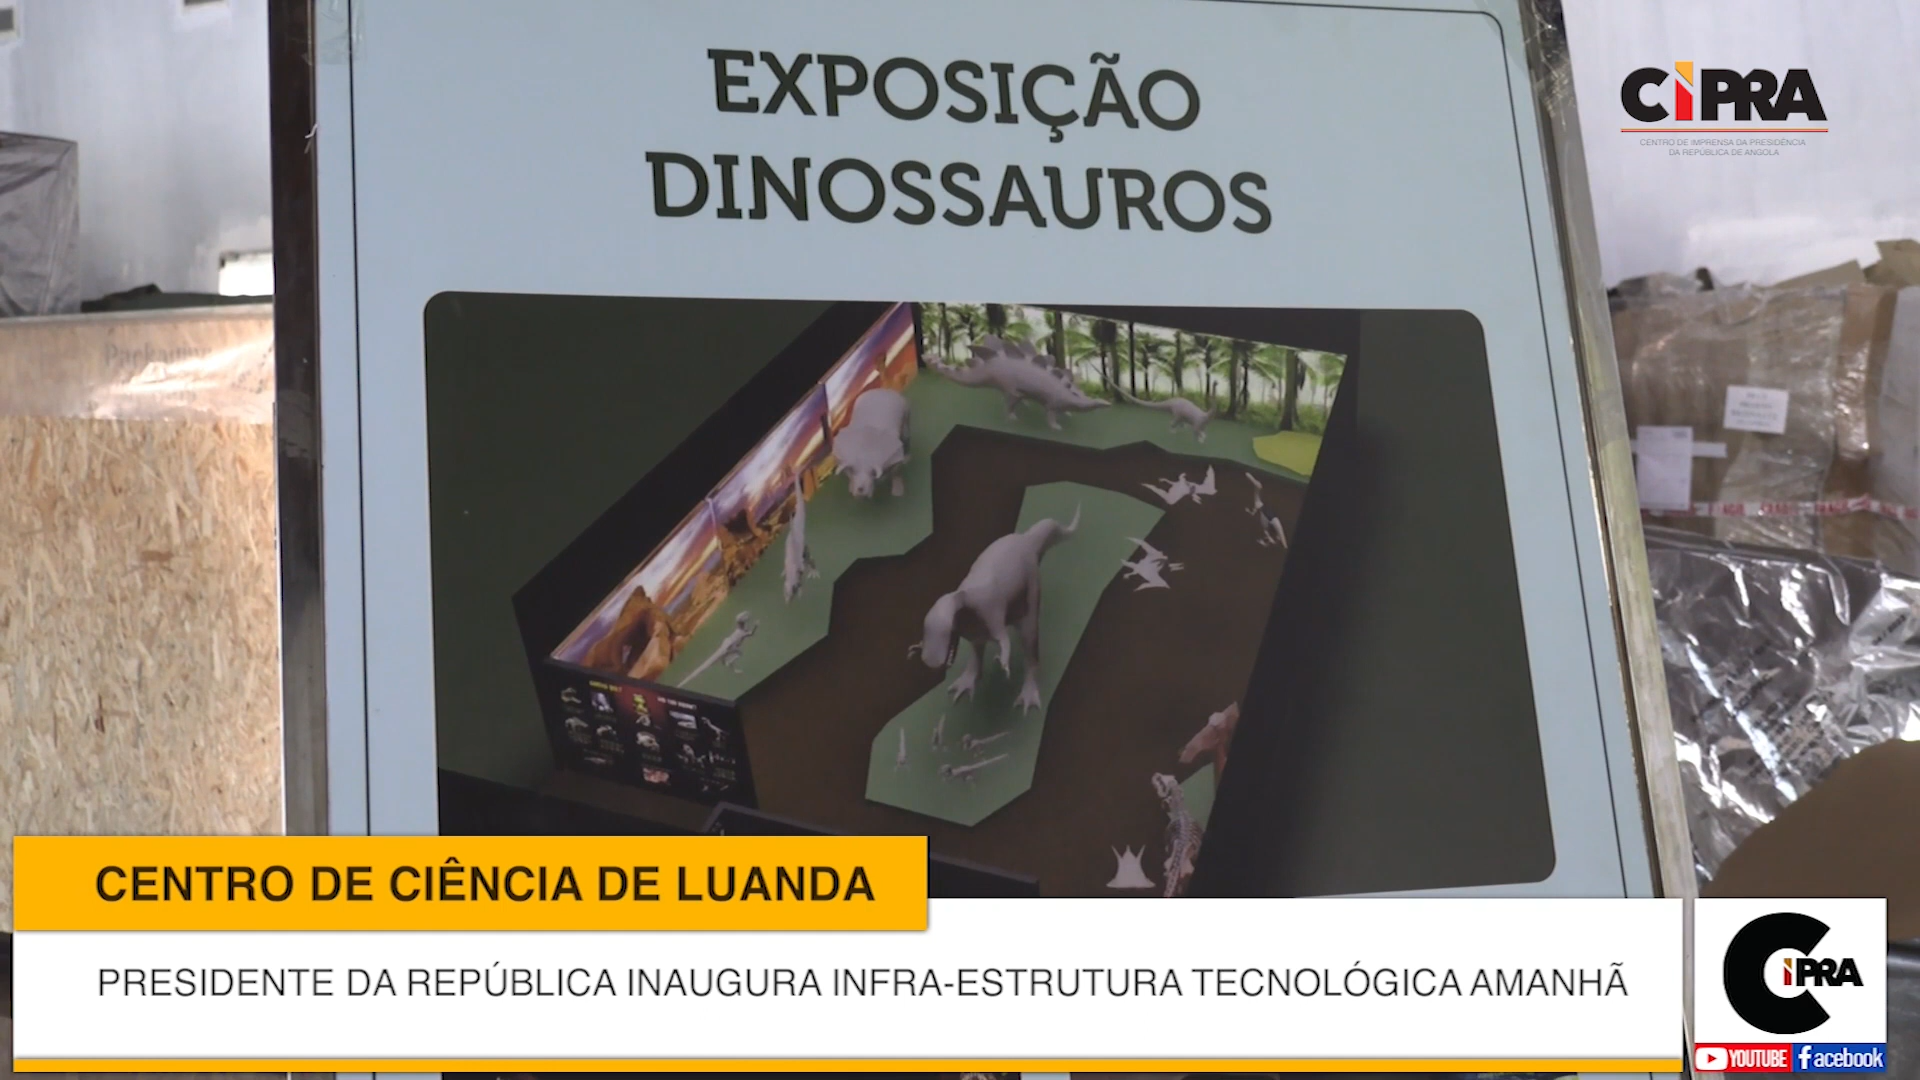 EXPOSIÇÃO
DINOSSAUROS
CiPRA
CENTRO DE IMPRENSA DA PRESIDÊNCIA
DA REPÚBLICA DE ANGOLA
Packaging
CENTRO DE CIÊNCIA DE LUANDA
PRESIDENTE DA REPÚBLICA INAUGURA INFRA-ESTRUTURA TECNOLÓGICA AMANHÃ
CiPRA
YOUTUBE facebook